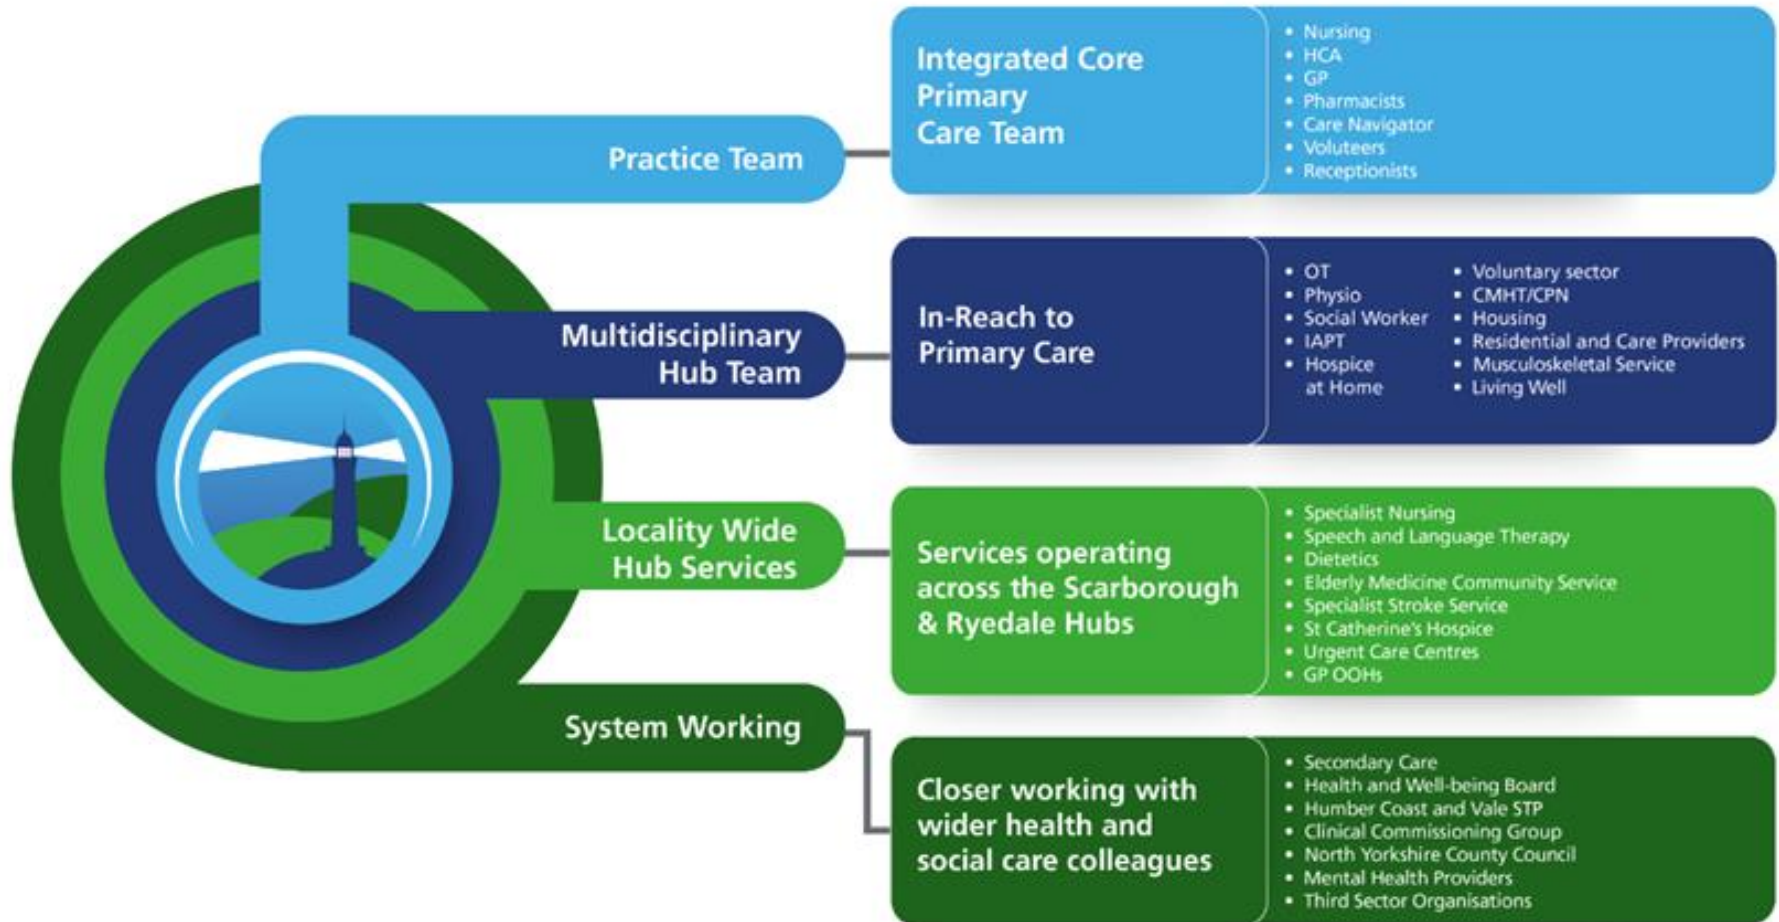 Practice Team
Integrated Core
Primary
Care Team
• Nursing
• HCA
• GP
• Pharmacists
• Care Navigator
• Voluteers
• Receptionists
Multidisciplinary
Hub Team
In-Reach to
Primary Care
• OT
• Physio
• Social Worker
• IAPT
• Hospice
at Home
• Voluntary sector
• CMHT/CPN
• Housing
• Residential and Care Providers
• Musculoskeletal Service
• Living Well
Locality Wide
Hub Services
Services operating
across the Scarborough
& Ryedale Hubs
• Specialist Nursing
• Speech and Language Therapy
• Dietetics
• Elderly Medicine Community Service
• Specialist Stroke Service
• St Catherine's Hospice
• Urgent Care Centres
• GP OOHs
System Working
Closer working with
wider health and
social care colleagues
• Secondary Care
• Health and Well-being Board
• Humber Coast and Vale STP
• Clinical Commissioning Group
• North Yorkshire County Council
• Mental Health Providers
• Third Sector Organisations